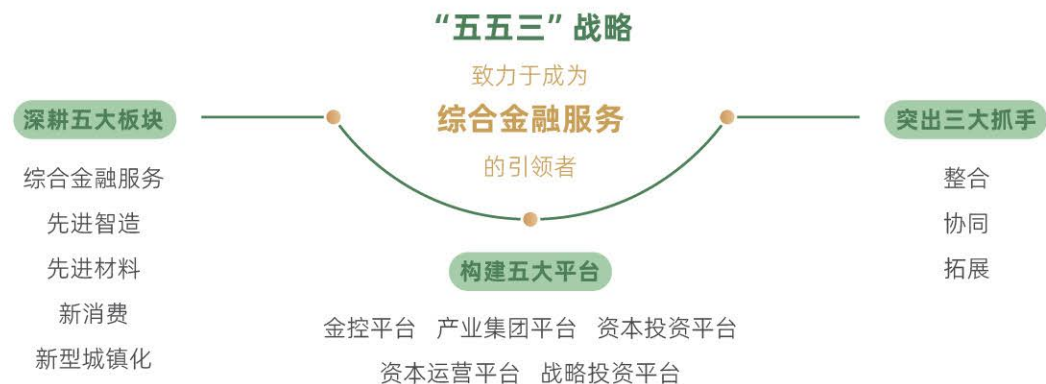 “五五三”战略
致力于成为
综合金融服务
的引领者
深耕五大板块
综合金融服务
先进智造
先进材料
新消费
新型城镇化
构建五大平台
金控平台 产业集团平台 资本投资平台
资本运营平台 战略投资平台
突出三大抓手
整合
协同
拓展